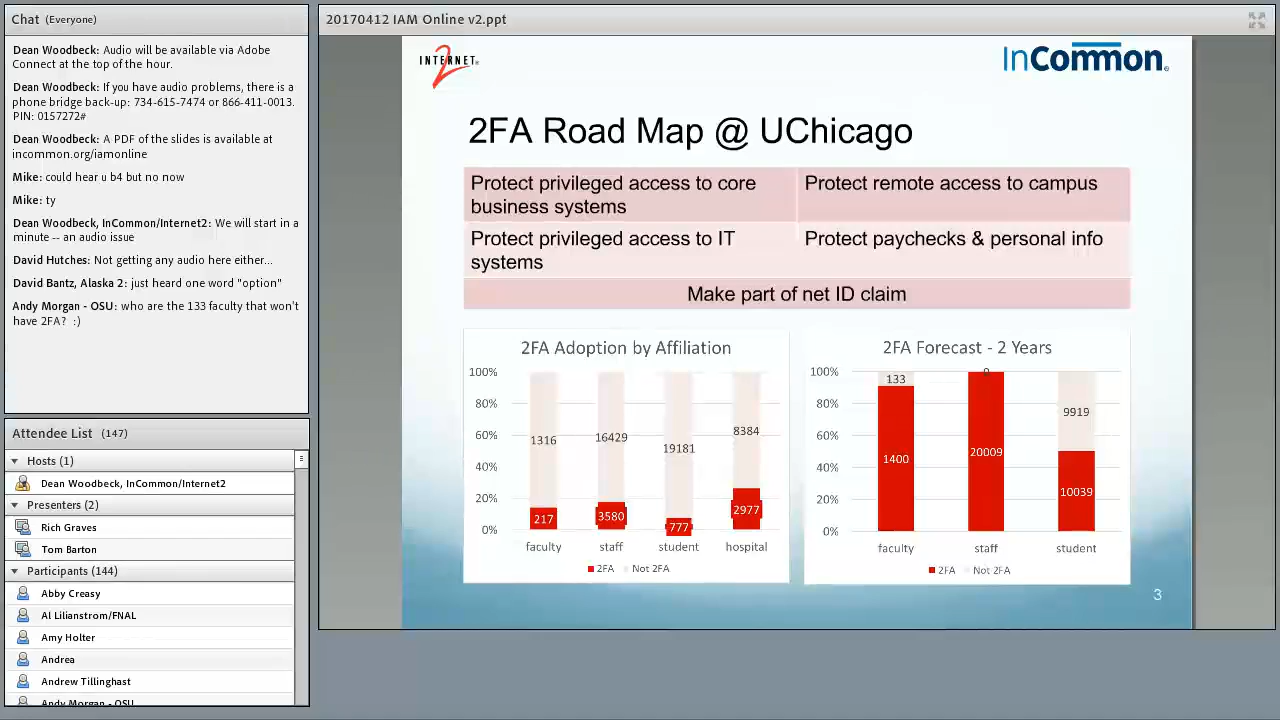 Chat (Everyone)
Dean Woodbeck: Audio will be available via Adobe
Connect at the top of the hour.
Dean Woodbeck: If you have audio problems, there is a
phone bridge back-up: 734-615-7474 or 866-411-0013.
PIN: 0157272#
Dean Woodbeck: A PDF of the slides is available at
incommon.org/iamonline
Mike: could hear u b4 but no now
Mike: ty
Dean Woodbeck, InCommon/Internet2: We will start in a
minute -- an audio issue
David Hutches: Not getting any audio here either...
David Bantz, Alaska 2: just heard one word "option"
Andy Morgan - OSU: who are the 133 faculty that won't
have 2FA? :)
Attendee List (147)
Hosts (1)
Dean Woodbeck, InCommon/Internet2
Presenters (2)
Rich Graves
Tom Barton
Participants (144)
Abby Creasy
Al Lilianstrom/FNAL
Amy Holter
Andrea
Andrew Tillinghast
Andy Morgan - OSU
20170412 IAM Online v2.ppt
INTERNET 2
InCommon
2FA Road Map @ UChicago
Protect privileged access to core
business systems
Protect remote access to campus
Protect privileged access to IT
systems
Protect paychecks & personal info
Make part of net ID claim
2FA Adoption by Affiliation
100%
80%
60%
40%
20%
0%
1316
16429
19181
8384
217
3580
777
2977
faculty
staff
student
hospital
2FA
Not 2FA
2FA Forecast - 2 Years
100%
80%
60%
40%
20%
0%
133
0
9919
1400
20009
10039
faculty
staff
student
2FA
Not 2FA
3